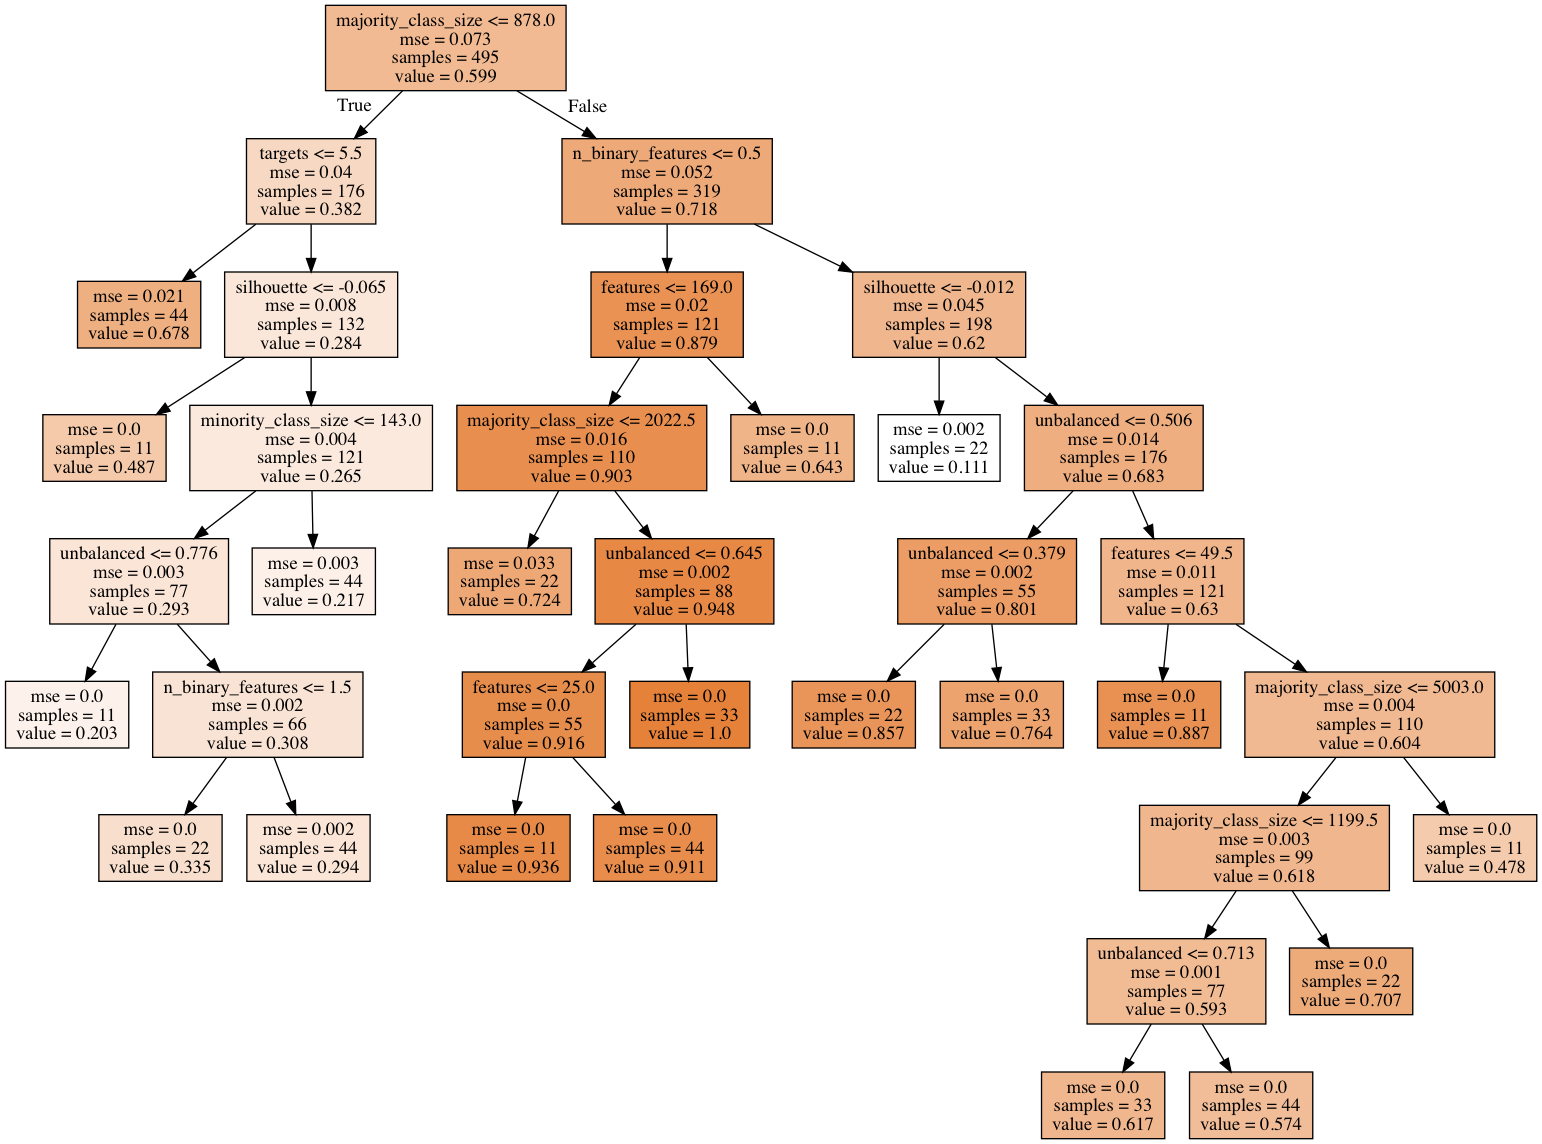 majority_class_size <= 878.0
mse = 0.073
samples = 495
value = 0.599
True
False
targets <= 5.5
mse = 0.04
samples = 176
value = 0.382
n_binary_features <= 0.5
mse = 0.052
samples = 319
value = 0.718
mse = 0.021
samples = 44
value = 0.678
silhouette <= -0.065
mse = 0.008
samples = 132
value = 0.284
features <= 169.0
mse = 0.02
samples = 121
value = 0.879
silhouette <= -0.012
mse = 0.045
samples = 198
value = 0.62
mse = 0.0
samples = 11
value = 0.487
minority_class_size <= 143.0
mse = 0.004
samples = 121
value = 0.265
majority_class_size <= 2022.5
mse = 0.016
samples = 110
value = 0.903
mse = 0.0
samples = 11
value = 0.643
mse = 0.002
samples = 22
value = 0.111
unbalanced <= 0.506
mse = 0.014
samples = 176
value = 0.683
unbalanced <= 0.776
mse = 0.003
samples = 77
value = 0.293
mse = 0.003
samples = 44
value = 0.217
mse = 0.033
samples = 22
value = 0.724
unbalanced <= 0.645
mse = 0.002
samples = 88
value = 0.948
unbalanced <= 0.379
mse = 0.002
samples = 55
value = 0.801
features <= 49.5
mse = 0.011
samples = 121
value = 0.63
mse = 0.0
samples = 11
value = 0.203
n_binary_features <= 1.5
mse = 0.002
samples = 66
value = 0.308
features <= 25.0
mse = 0.0
samples = 55
value = 0.916
mse = 0.0
samples = 33
value = 1.0
mse = 0.0
samples = 22
value = 0.857
mse = 0.0
samples = 33
value = 0.764
mse = 0.0
samples = 11
value = 0.887
majority_class_size <= 5003.0
mse = 0.004
samples = 110
value = 0.604
mse = 0.0
samples = 22
value = 0.335
mse = 0.002
samples = 44
value = 0.294
mse = 0.0
samples = 11
value = 0.936
mse = 0.0
samples = 44
value = 0.911
majority_class_size <= 1199.5
mse = 0.003
samples = 99
value = 0.618
mse = 0.0
samples = 11
value = 0.478
unbalanced <= 0.713
mse = 0.001
samples = 77
value = 0.593
mse = 0.0
samples = 22
value = 0.707
mse = 0.0
samples = 33
value = 0.617
mse = 0.0
samples = 44
value = 0.574